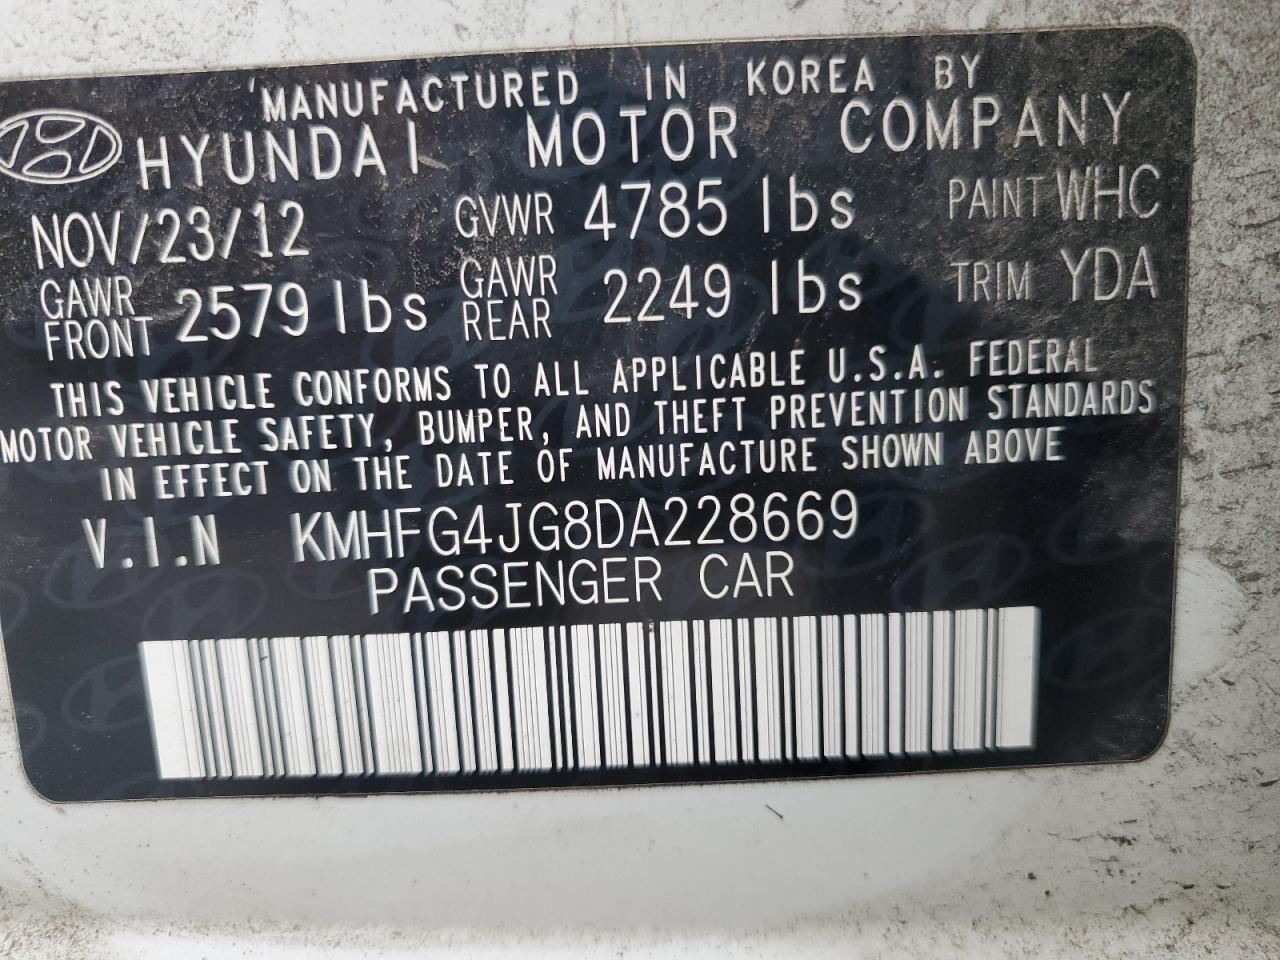 MANUFACTURED IN KOREA BY
HYUNDAI MOTOR COMPANY
NOV/23/12 GVWR 4785 lbs PAINT WHC
GAWR FRONT 2579 lbs GAWR REAR 2249 lbs TRIM YDA
THIS VEHICLE CONFORMS TO ALL APPLICABLE U.S.A. FEDERAL
MOTOR VEHICLE SAFETY, BUMPER, AND THEFT PREVENTION STANDARDS
IN EFFECT ON THE DATE OF MANUFACTURE SHOWN ABOVE
V.I.N KMHFG4JG8DA228669
PASSENGER CAR